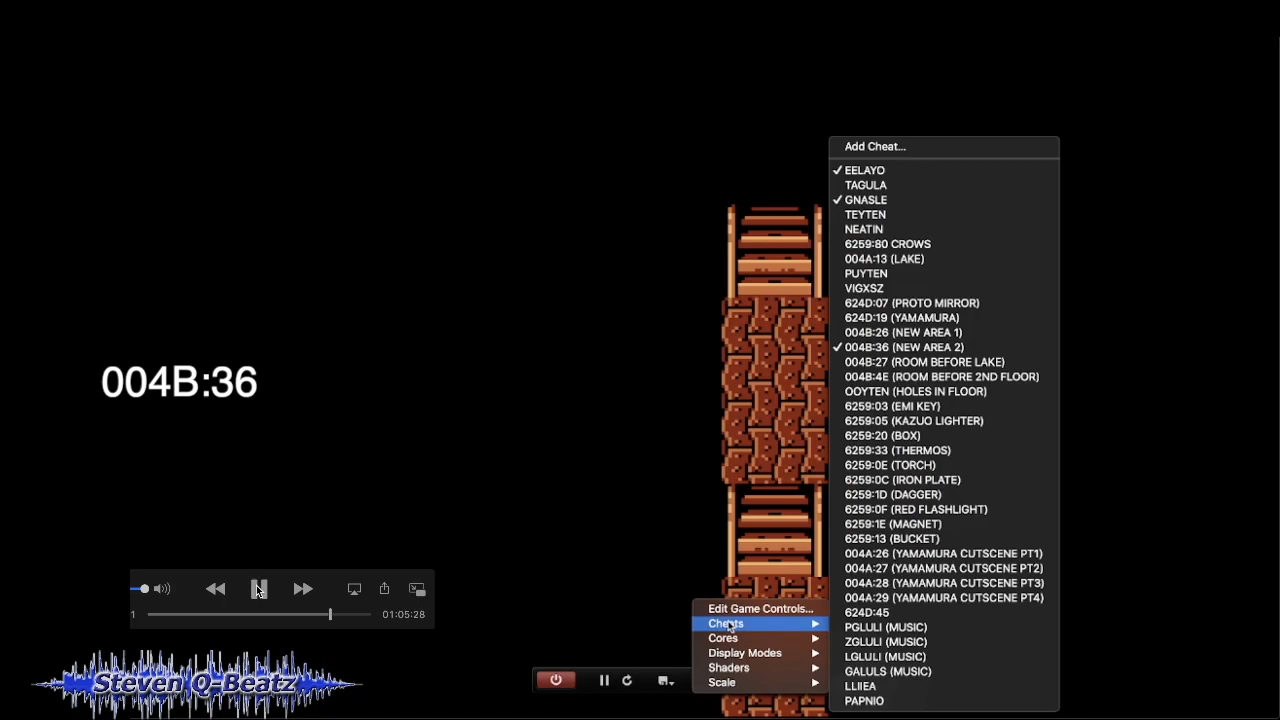 Add Cheat...
✓ EELAYO
TAGULA
✓ GNASLE
TEYTEN
NEATIN
6259:80 CROWS
004A:13 (LAKE)
PUYTEN
VIGXSZ
624D:07 (PROTO MIRROR)
624D:19 (YAMAMURA)
004B:26 (NEW AREA 1)
✓ 004B:36 (NEW AREA 2)
004B:27 (ROOM BEFORE LAKE)
004B:4E (ROOM BEFORE 2ND FLOOR)
OOYTEN (HOLES IN FLOOR)
6259:03 (EMI KEY)
6259:05 (KAZUO LIGHTER)
6259:20 (BOX)
6259:33 (THERMOS)
6259:0E (TORCH)
6259:0C (IRON PLATE)
6259:1D (DAGGER)
6259:0F (RED FLASHLIGHT)
6259:1E (MAGNET)
6259:13 (BUCKET)
004A:26 (YAMAMURA CUTSCENE PT1)
004A:27 (YAMAMURA CUTSCENE PT2)
004A:28 (YAMAMURA CUTSCENE PT3)
004A:29 (YAMAMURA CUTSCENE PT4)
624D:45
PGLULI (MUSIC)
ZGLULI (MUSIC)
LGLULI (MUSIC)
GALULS (MUSIC)
LLIIEA
PAPNIO
004B:36
1
01:05:28
Edit Game Controls...
Cheats
Cores
Display Modes
Shaders
Scale
Steven Q-Beatz